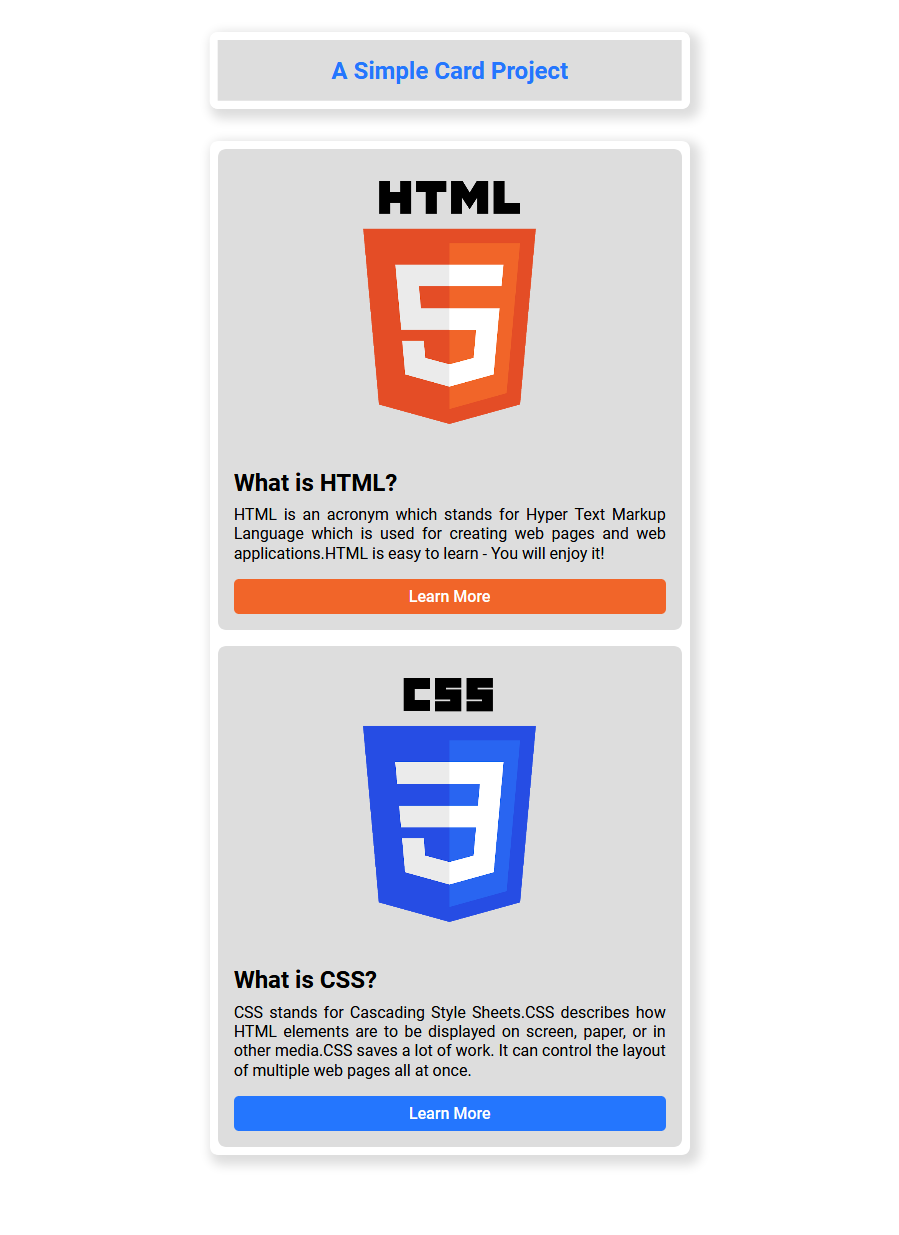 A Simple Card Project
HTML
5
What is HTML?
HTML is an acronym which stands for Hyper Text Markup
Language which is used for creating web pages and web
applications.HTML is easy to learn - You will enjoy it!
Learn More
CSS
3
What is CSS?
CSS stands for Cascading Style Sheets.CSS describes how
HTML elements are to be displayed on screen, paper, or in
other media.CSS saves a lot of work. It can control the layout
of multiple web pages all at once.
Learn More